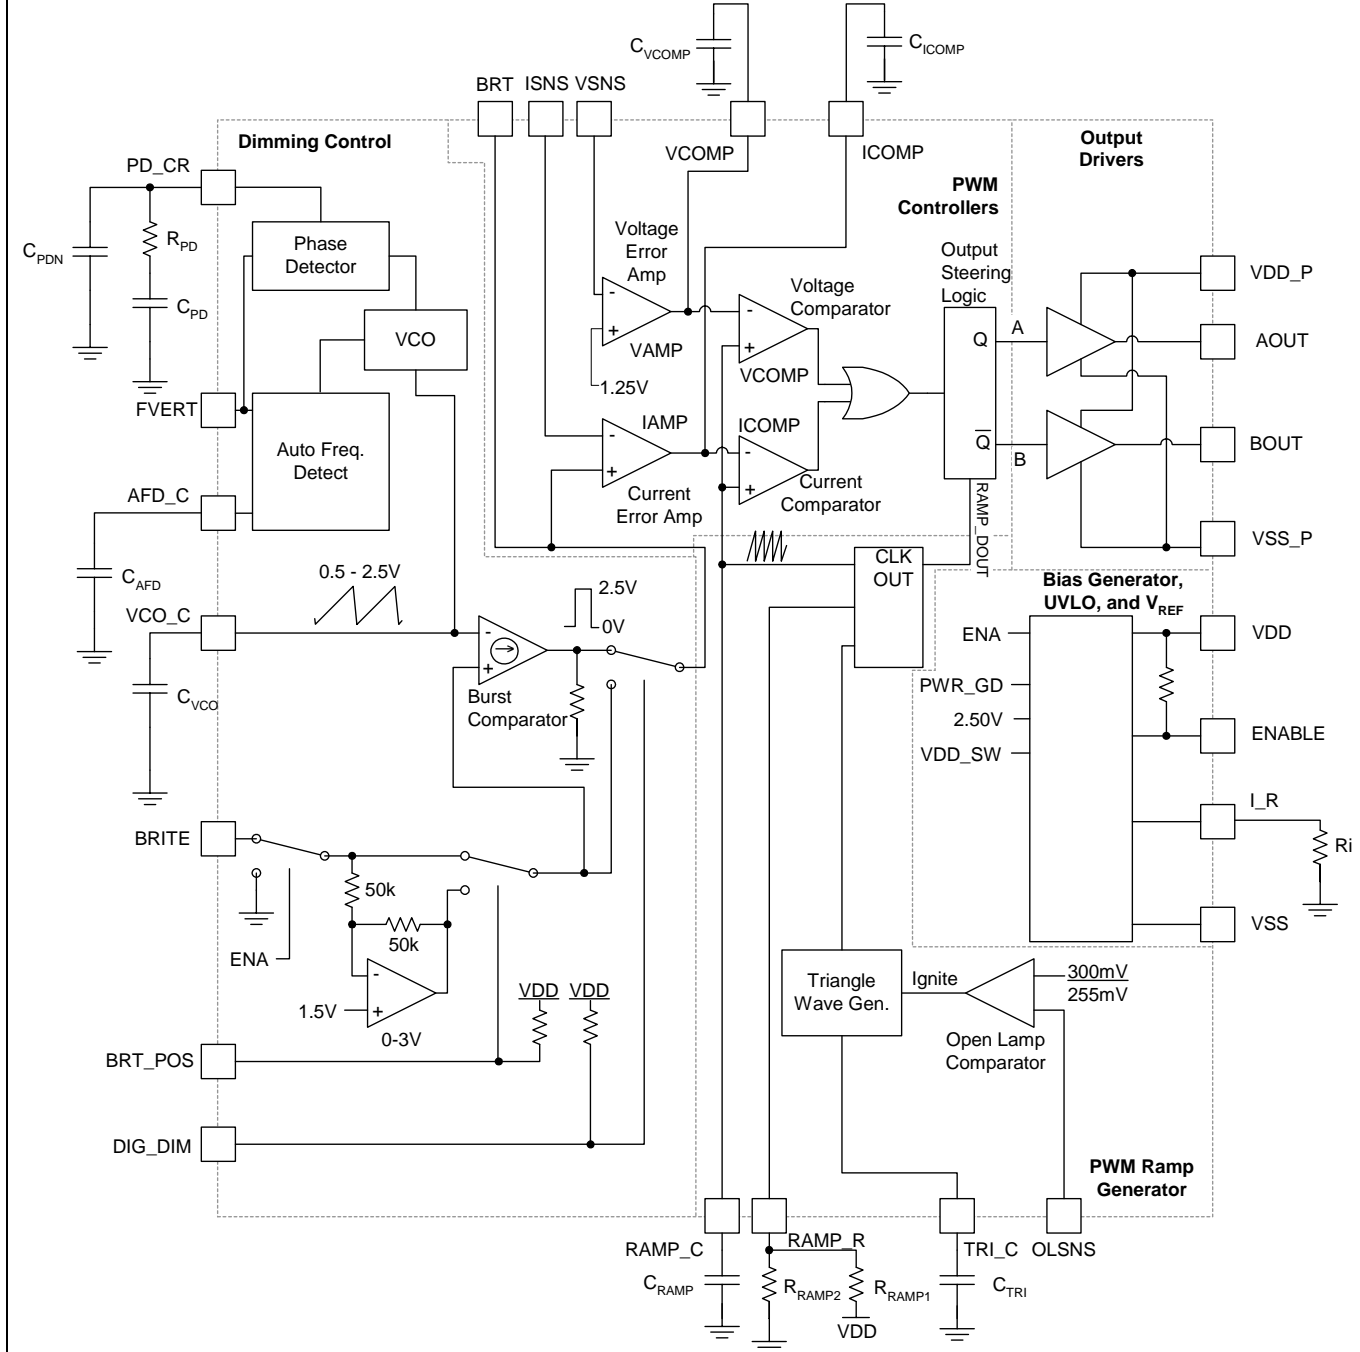 C_VCOMP
C_ICOMP
BRT
ISNS
VSNS
Dimming Control
VCOMP
ICOMP
Output
Drivers
PD_CR
PWM
Controllers
R_PD
C_PDN
C_PD
Phase
Detector
Voltage
Error
Amp
Output
Steering
Logic
VDD_P
Voltage
Comparator
VCO
VAMP
VCOMP
Q
A
AOUT
1.25V
FVERT
IAMP
ICOMP
Q
B
BOUT
Auto Freq.
Detect
AFD_C
Current
Error Amp
Current
Comparator
RAMP_DOUT
VSS_P
CLK
OUT
C_AFD
0.5 - 2.5V
2.5V
0V
Bias Generator,
UVLO, and V_REF
VCO_C
ENA
VDD
C_VCO
Burst
Comparator
PWR_GD
2.50V
VDD_SW
ENABLE
I_R
BRITE
Ri
50k
50k
VSS
ENA
1.5V
0-3V
VDD
VDD
Triangle
Wave Gen.
Ignite
300mV
255mV
Open Lamp
Comparator
BRT_POS
DIG_DIM
PWM Ramp
Generator
RAMP_C
RAMP_R
TRI_C
OLSNS
C_RAMP
R_RAMP2
R_RAMP1
C_TRI
VDD
-
+
-
+
-
+
-
+
-
+
-
+